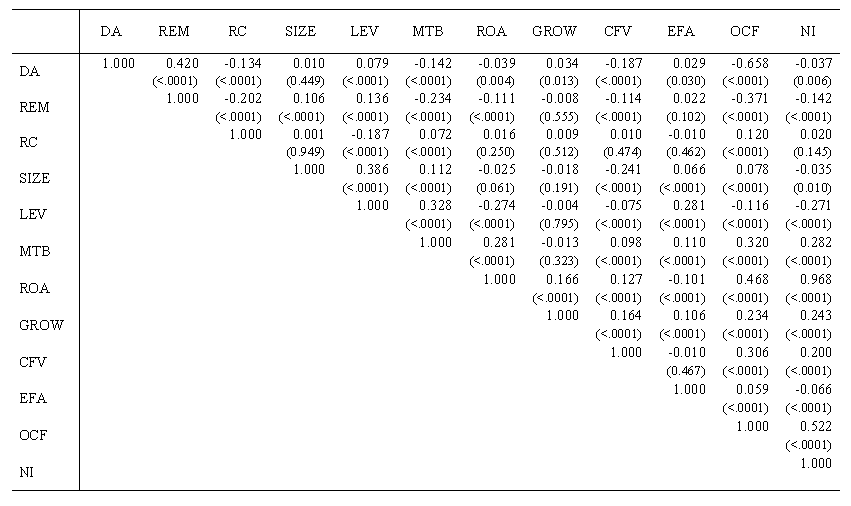 DA REM RC SIZE LEV MTB ROA GROW CFV EFA OCF NI
DA 1.000 0.420 -0.134 0.010 0.079 -0.142 -0.039 0.034 -0.187 0.029 -0.658 -0.037
(<.0001) (<.0001) (0.449) (<.0001) (<.0001) (0.004) (0.013) (<.0001) (0.030) (<.0001) (0.006)
REM 1.000 -0.202 0.106 0.136 -0.234 -0.111 -0.008 -0.114 0.022 -0.371 -0.142
(<.0001) (<.0001) (<.0001) (<.0001) (<.0001) (0.555) (<.0001) (0.102) (<.0001) (<.0001)
RC 1.000 0.001 -0.187 0.072 0.016 0.009 0.010 -0.010 0.120 0.020
(0.949) (<.0001) (<.0001) (0.250) (0.512) (0.474) (0.462) (<.0001) (0.145)
SIZE 1.000 0.386 0.112 -0.025 -0.018 -0.241 0.066 0.078 -0.035
(<.0001) (<.0001) (0.061) (0.191) (<.0001) (<.0001) (<.0001) (0.010)
LEV 1.000 0.328 -0.274 -0.004 -0.075 0.281 -0.116 -0.271
(<.0001) (<.0001) (0.795) (<.0001) (<.0001) (<.0001) (<.0001)
MTB 1.000 0.281 -0.013 0.098 0.110 0.320 0.282
(<.0001) (0.323) (<.0001) (<.0001) (<.0001) (<.0001)
ROA 1.000 0.166 0.127 -0.101 0.468 0.968
(<.0001) (<.0001) (<.0001) (<.0001) (<.0001)
GROW 1.000 0.164 0.106 0.234 0.243
(<.0001) (<.0001) (<.0001) (<.0001)
CFV 1.000 -0.010 0.306 0.200
(0.467) (<.0001) (<.0001)
EFA 1.000 0.059 -0.066
(<.0001) (<.0001)
OCF 1.000 0.522
(<.0001)
NI 1.000